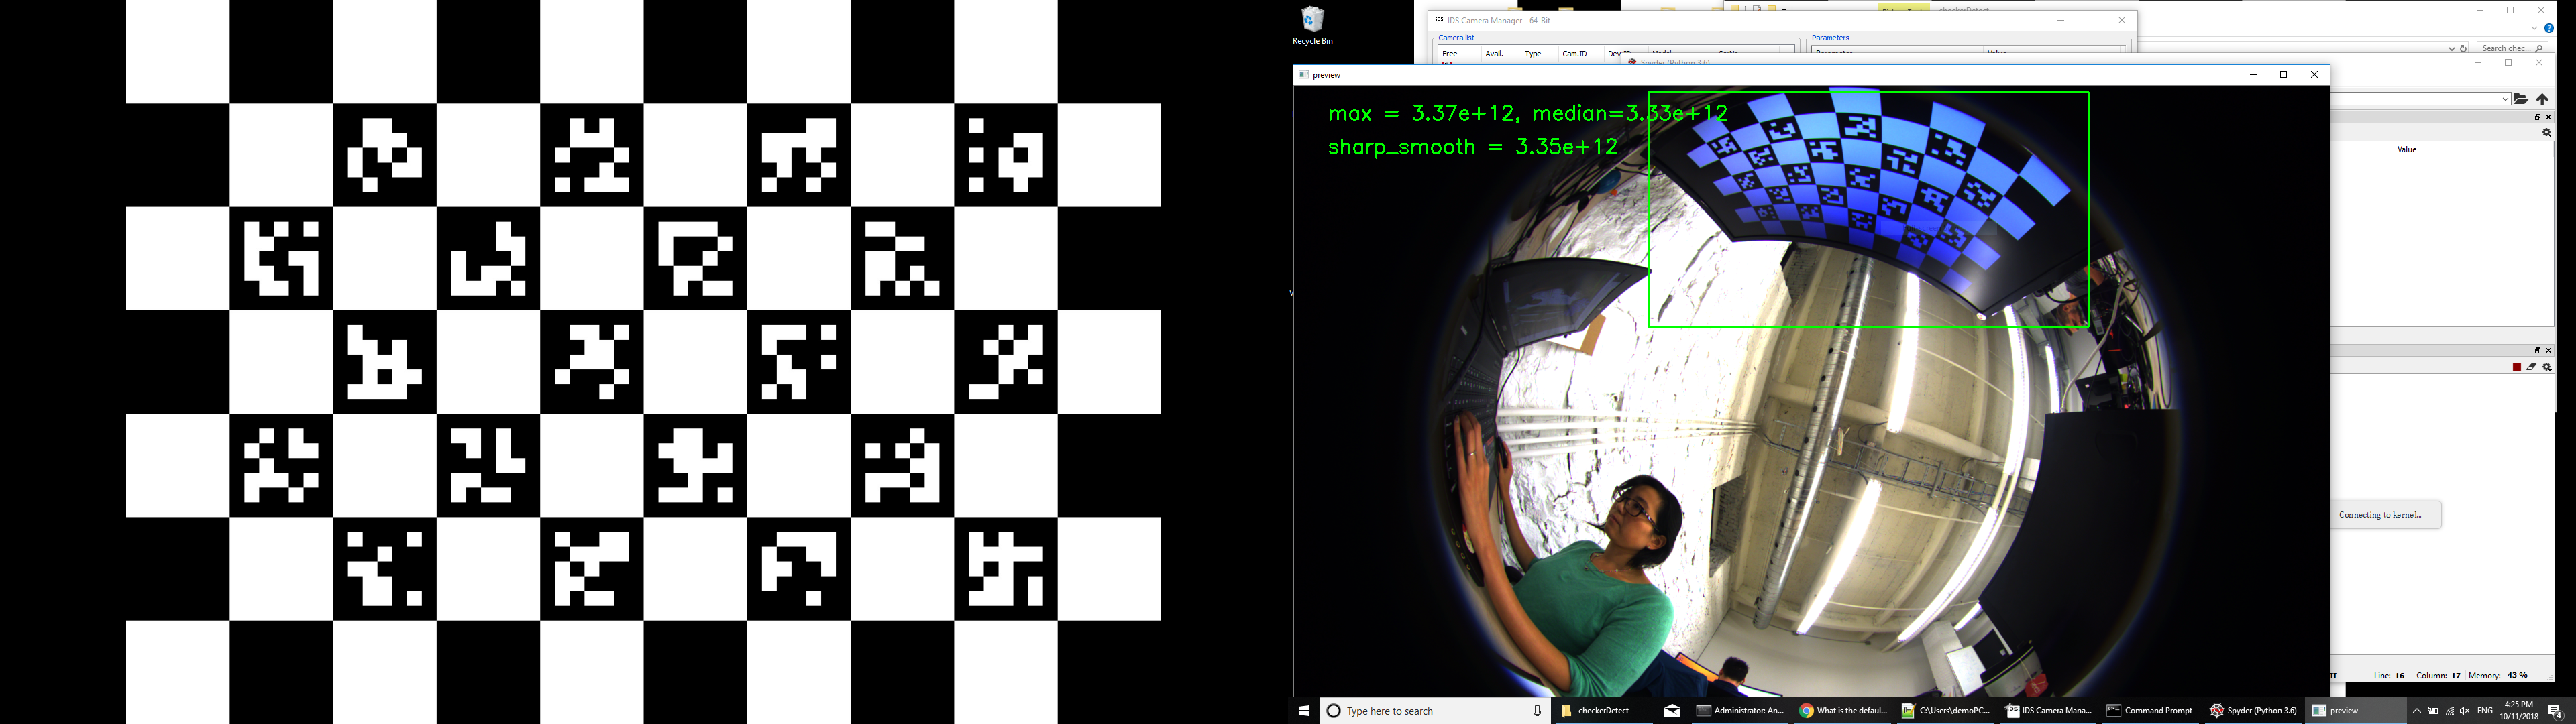 Recycle Bin
IDS Camera Manager - 64-Bit
Camera list
Parameters
Free Avail. Type Cam.ID
Search chec...
Spyder (Python 3.6)
preview
max = 3.37e+12, median=3.33e+12
sharp_smooth = 3.35e+12
Value
Connecting to kernel...
Line: 16 Column: 17 Memory: 43 %
Type here to search
checkerDetect
Administrator: An...
What is the defaul...
C:\Users\demoPC...
IDS Camera Mana...
Command Prompt
Spyder (Python 3.6)
preview
ENG
4:25 PM
10/11/2018